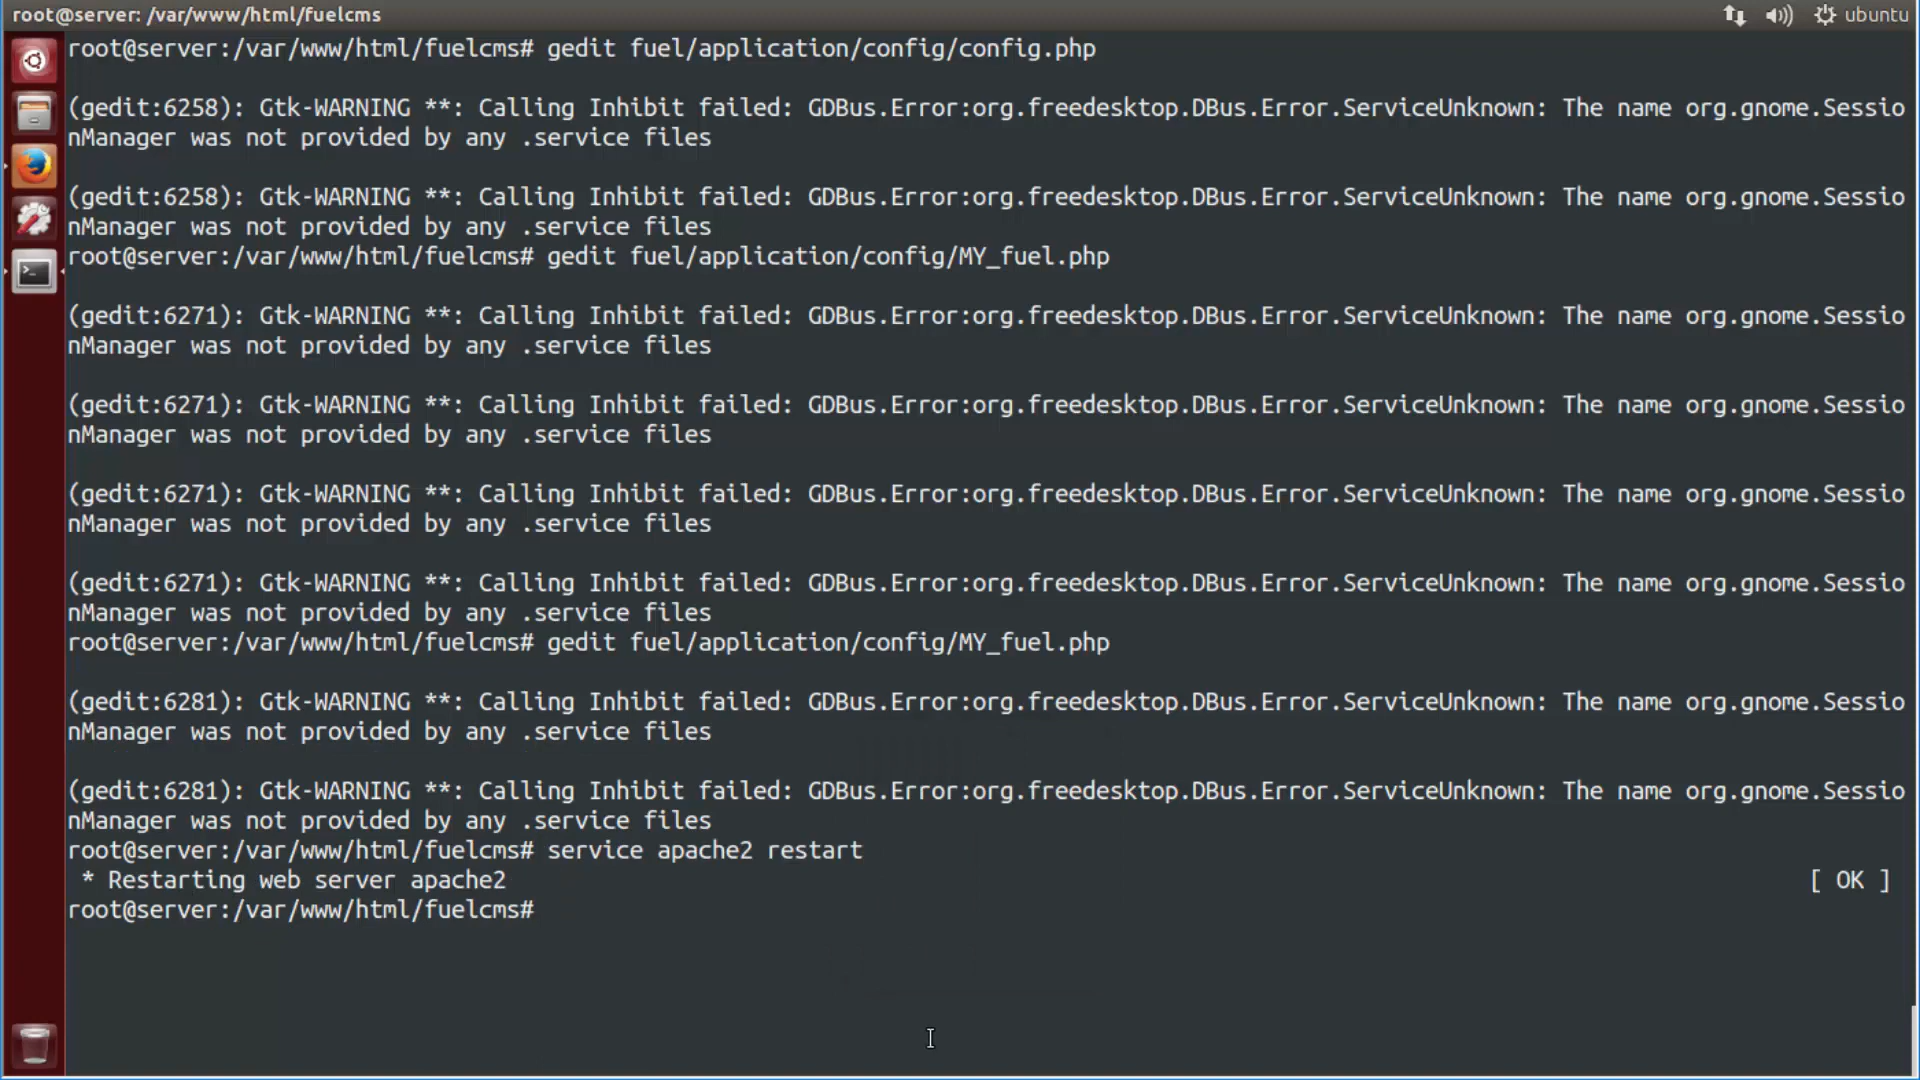 root@server: /var/www/html/fuelcms
ubuntu
root@server:/var/www/html/fuelcms# gedit fuel/application/config/config.php
(gedit:6258): Gtk-WARNING **: Calling Inhibit failed: GDBus.Error:org.freedesktop.DBus.Error.ServiceUnknown: The name org.gnome.Sessio
nManager was not provided by any .service files
(gedit:6258): Gtk-WARNING **: Calling Inhibit failed: GDBus.Error:org.freedesktop.DBus.Error.ServiceUnknown: The name org.gnome.Sessio
nManager was not provided by any .service files
root@server:/var/www/html/fuelcms# gedit fuel/application/config/MY_fuel.php
(gedit:6271): Gtk-WARNING **: Calling Inhibit failed: GDBus.Error:org.freedesktop.DBus.Error.ServiceUnknown: The name org.gnome.Sessio
nManager was not provided by any .service files
(gedit:6271): Gtk-WARNING **: Calling Inhibit failed: GDBus.Error:org.freedesktop.DBus.Error.ServiceUnknown: The name org.gnome.Sessio
nManager was not provided by any .service files
(gedit:6271): Gtk-WARNING **: Calling Inhibit failed: GDBus.Error:org.freedesktop.DBus.Error.ServiceUnknown: The name org.gnome.Sessio
nManager was not provided by any .service files
(gedit:6271): Gtk-WARNING **: Calling Inhibit failed: GDBus.Error:org.freedesktop.DBus.Error.ServiceUnknown: The name org.gnome.Sessio
nManager was not provided by any .service files
root@server:/var/www/html/fuelcms# gedit fuel/application/config/MY_fuel.php
(gedit:6281): Gtk-WARNING **: Calling Inhibit failed: GDBus.Error:org.freedesktop.DBus.Error.ServiceUnknown: The name org.gnome.Sessio
nManager was not provided by any .service files
(gedit:6281): Gtk-WARNING **: Calling Inhibit failed: GDBus.Error:org.freedesktop.DBus.Error.ServiceUnknown: The name org.gnome.Sessio
nManager was not provided by any .service files
root@server:/var/www/html/fuelcms# service apache2 restart
* Restarting web server apache2 [ OK ]
root@server:/var/www/html/fuelcms#